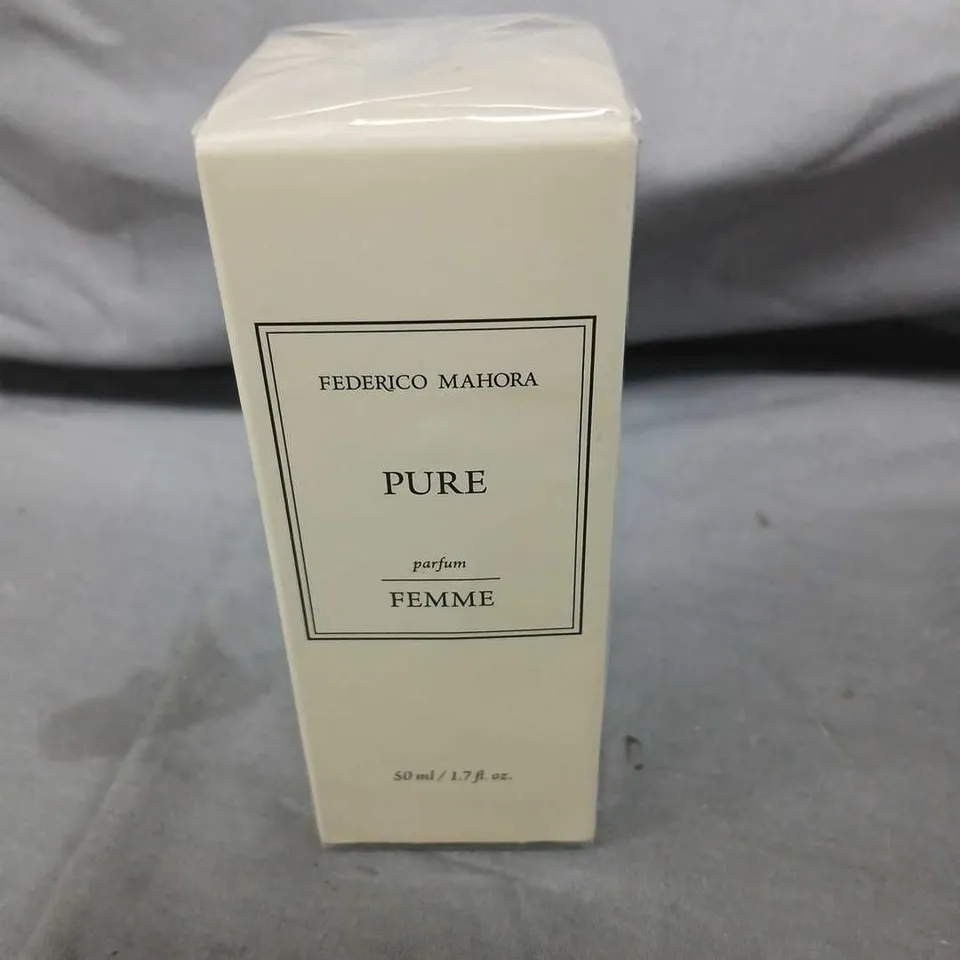 FEDERICO MAHORA
PURE
parfum
FEMME
50 ml / 1.7 fl. oz.